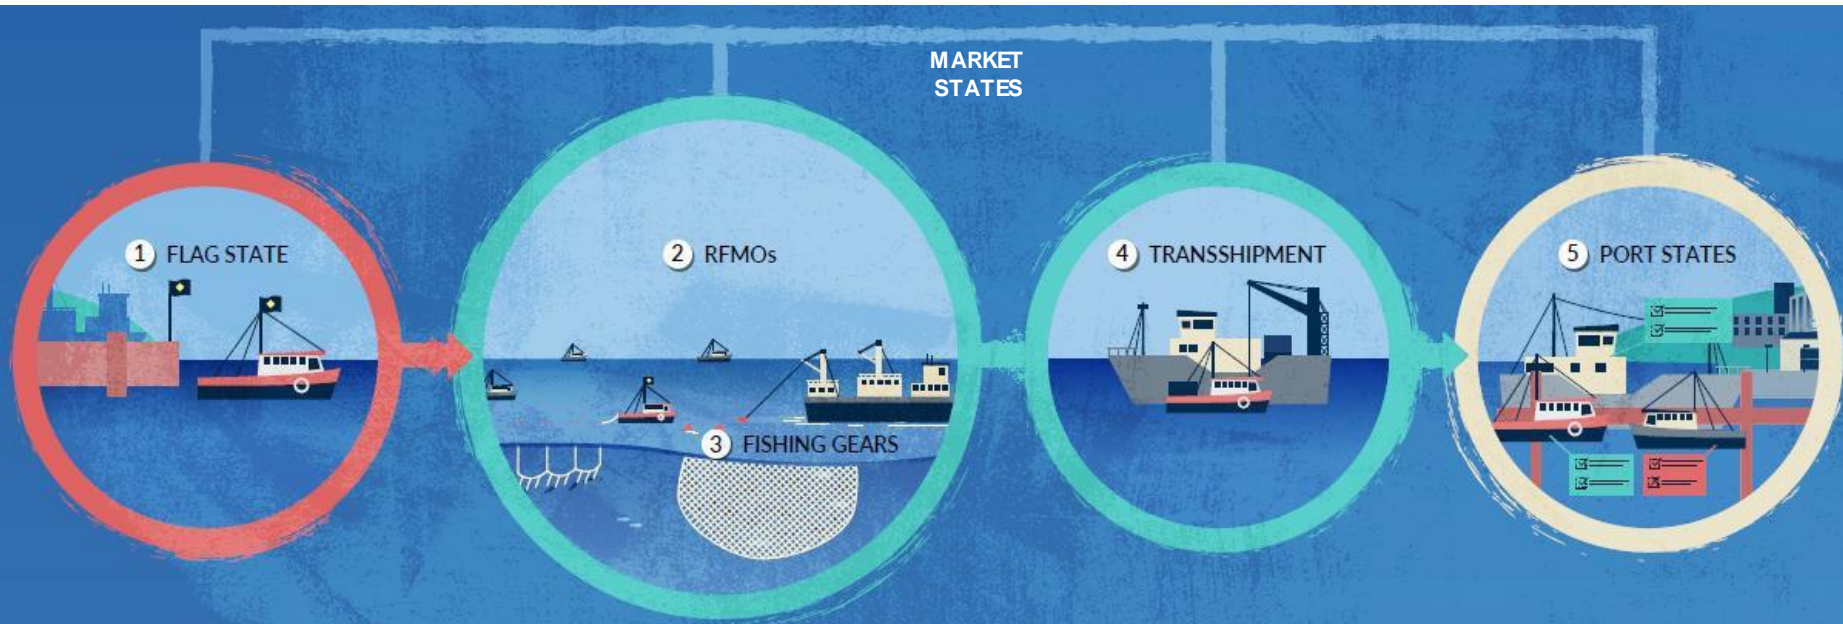 MARKET
STATES
1 FLAG STATE
2 RFMOs
3 FISHING GEARS
4 TRANSSHIPMENT
5 PORT STATES